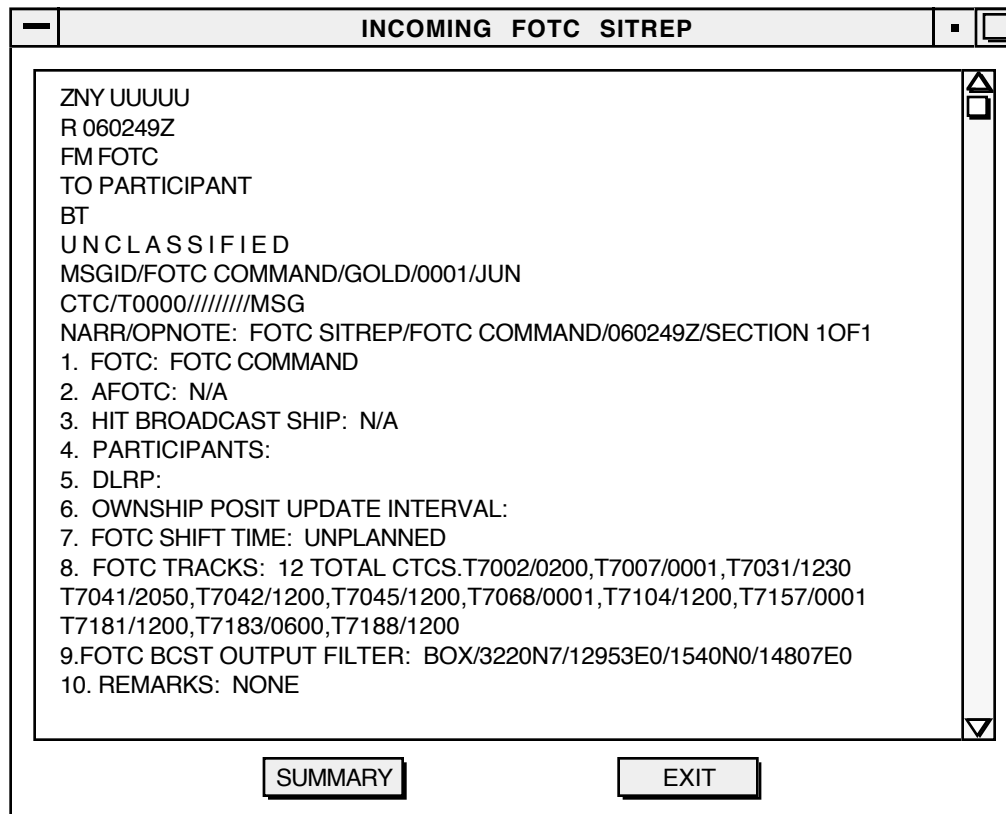 INCOMING FOTC SITREP
ZNY UUUUU
R 060249Z
FM FOTC
TO PARTICIPANT
BT
U N C L A S S I F I E D
MSGID/FOTC COMMAND/GOLD/0001/JUN
CTC/T0000/////////MSG
NARR/OPNOTE: FOTC SITREP/FOTC COMMAND/060249Z/SECTION 1OF1
1. FOTC: FOTC COMMAND
2. AFOTC: N/A
3. HIT BROADCAST SHIP: N/A
4. PARTICIPANTS:
5. DLRP:
6. OWNSHIP POSIT UPDATE INTERVAL:
7. FOTC SHIFT TIME: UNPLANNED
8. FOTC TRACKS: 12 TOTAL CTCS.T7002/0200,T7007/0001,T7031/1230
T7041/2050,T7042/1200,T7045/1200,T7068/0001,T7104/1200,T7157/0001
T7181/1200,T7183/0600,T7188/1200
9.FOTC BCST OUTPUT FILTER: BOX/3220N7/12953E0/1540N0/14807E0
10. REMARKS: NONE
SUMMARY
EXIT